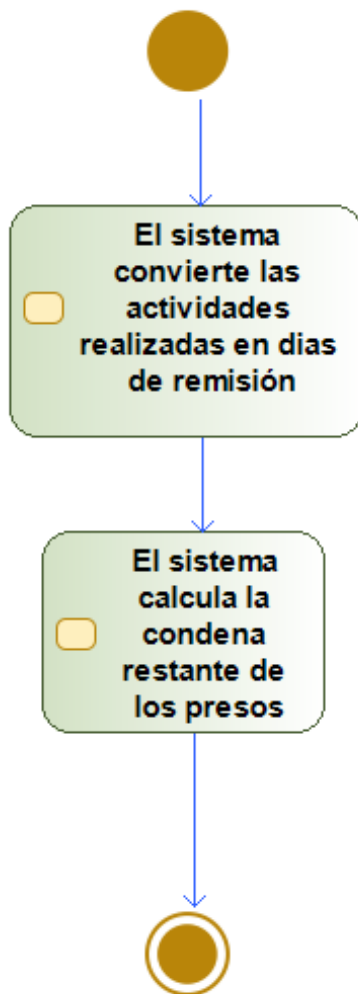 El sistema
convierte las
actividades
realizadas en dias
de remisión
El sistema
calcula la
condena
restante de
los presos